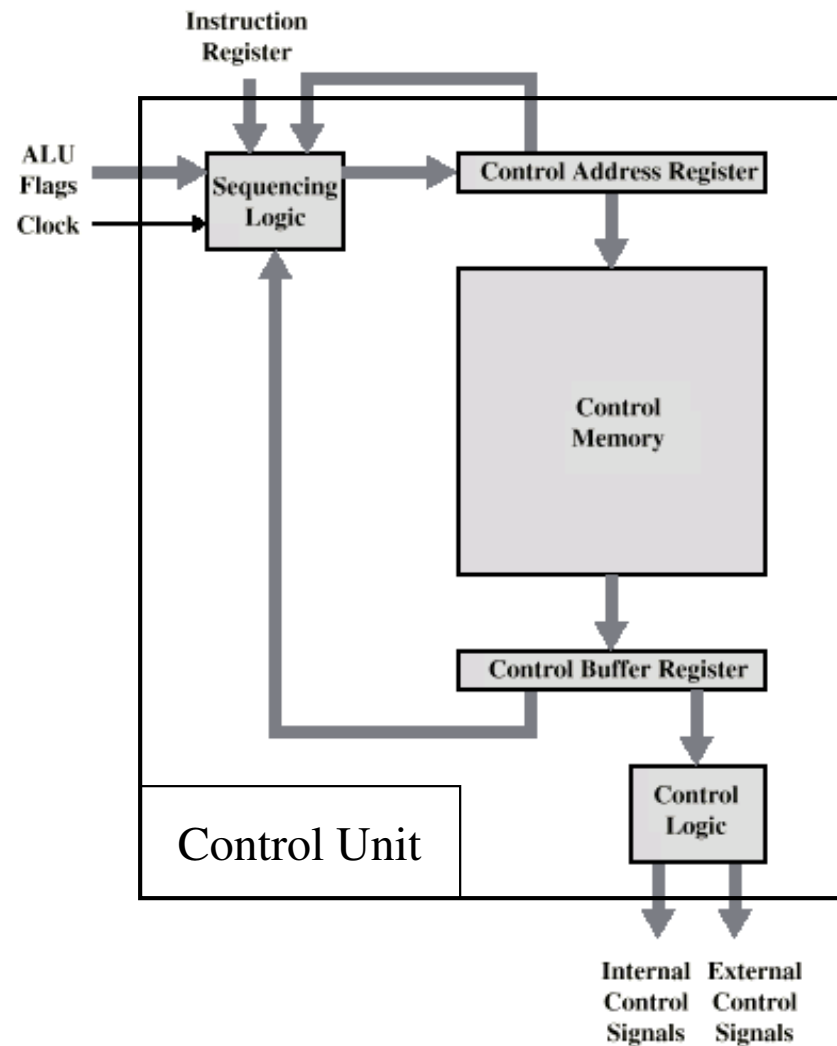 Instruction
Register
ALU
Flags
Clock
Sequencing
Logic
Control Address Register
Control
Memory
Control Buffer Register
Control
Logic
Control Unit
Internal
Control
Signals
External
Control
Signals